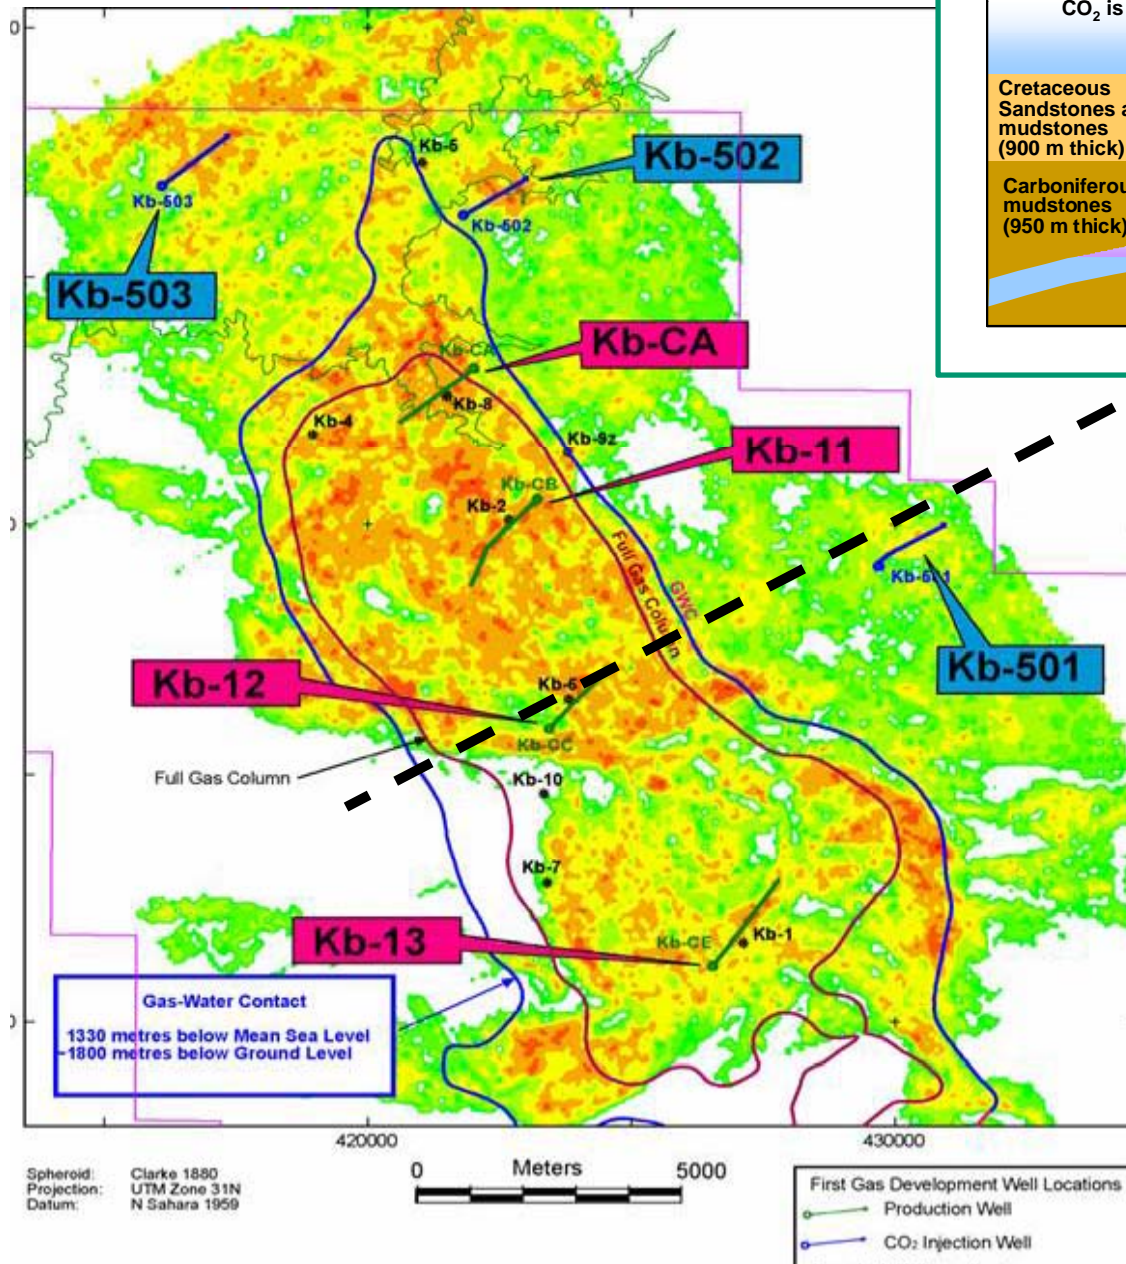 CO2 is
Cretaceous
Sandstones a
mudstones
(900 m thick)
Carboniferou
mudstones
(950 m thick)
0
Kb-5
Kb-502
Kb-503
Kb-502
Kb-503
Kb-CA
Kb-CA
Kb-8
Kb-4
Kb-9z
Kb-11
Kb-CB
Kb-2
0
Full Gas Column
GWC
Kb-501
Kb-501
Kb-12
Kb-6
Kb-CC
Full Gas Column
Kb-10
Kb-7
Kb-13
Kb-CE
Kb-1
Gas-Water Contact
1330 metres below Mean Sea Level
~1800 metres below Ground Level
0
420000
430000
Spheroid: Clarke 1880
Projection: UTM Zone 31N
Datum: N Sahara 1959
0 Meters 5000
First Gas Development Well Locations
Production Well
CO2 Injection Well